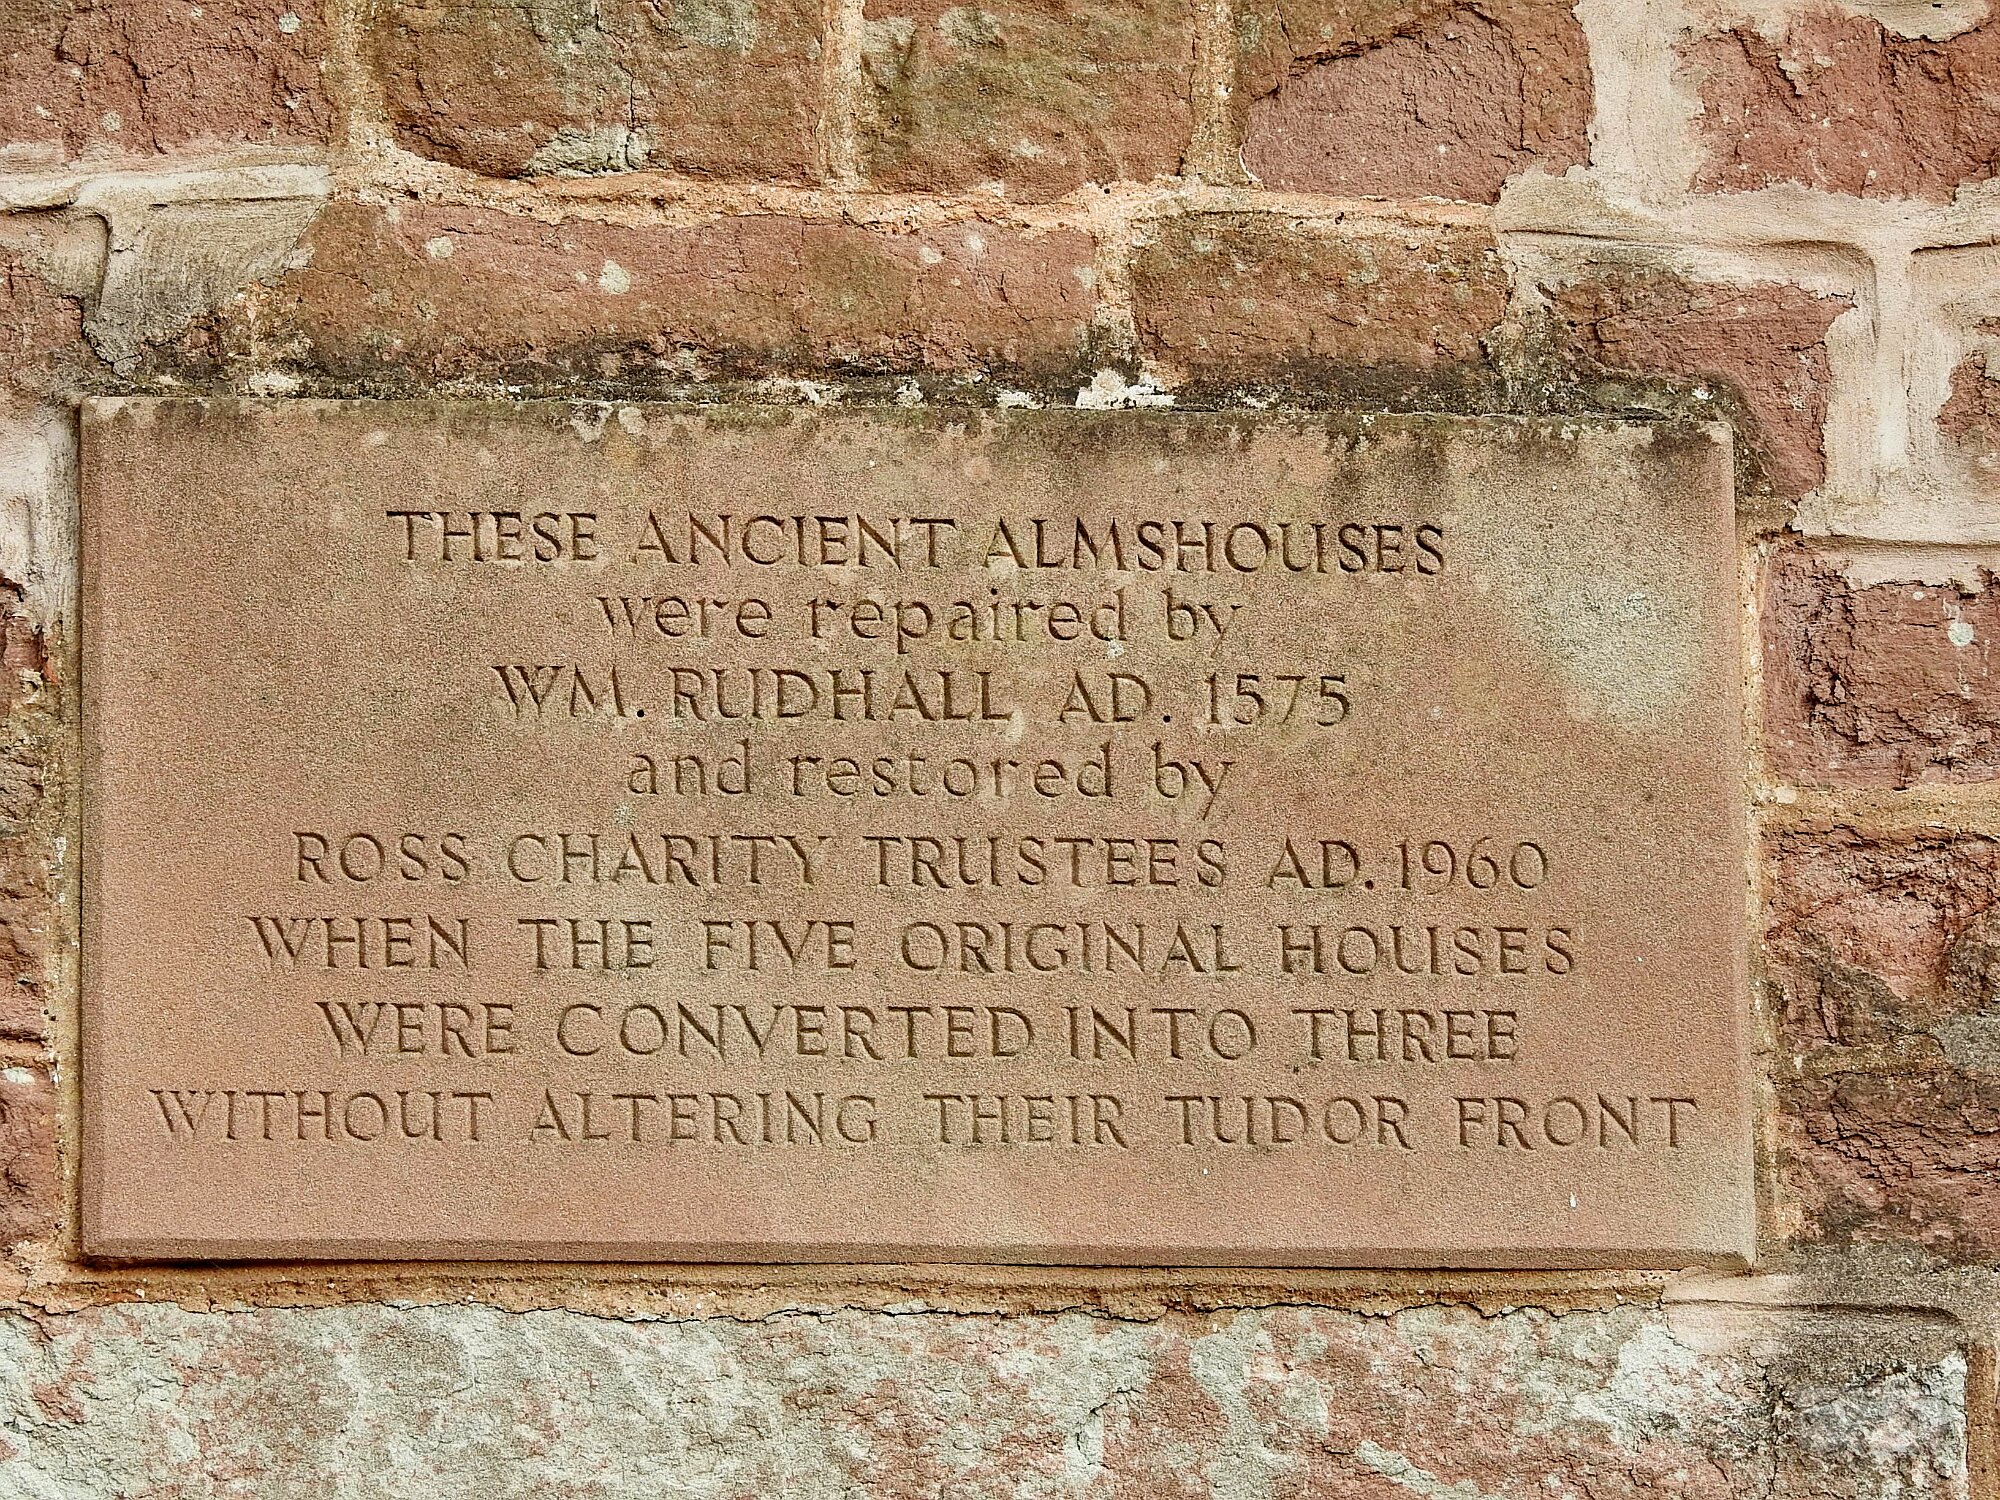 THESE ANCIENT ALMSHOUSES
were repaired by
WM. RUDHALL AD. 1575
and restored by
ROSS CHARITY TRUSTEES AD. 1960
WHEN THE FIVE ORIGINAL HOUSES
WERE CONVERTED INTO THREE
WITHOUT ALTERING THEIR TUDOR FRONT